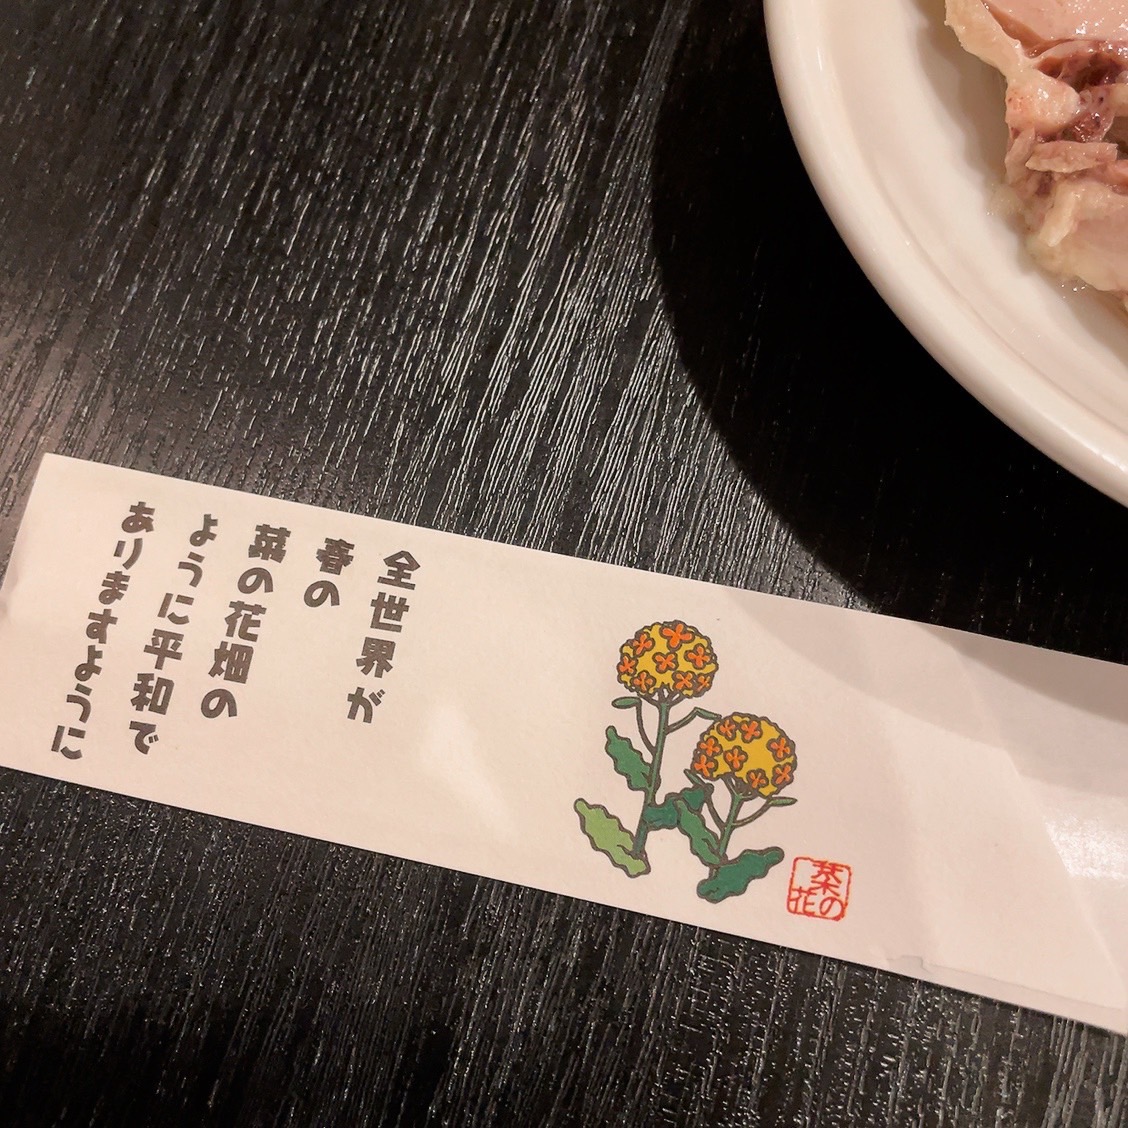 全世界が
春の
菜の花畑の
ように平和で
ありますように
菜の
花